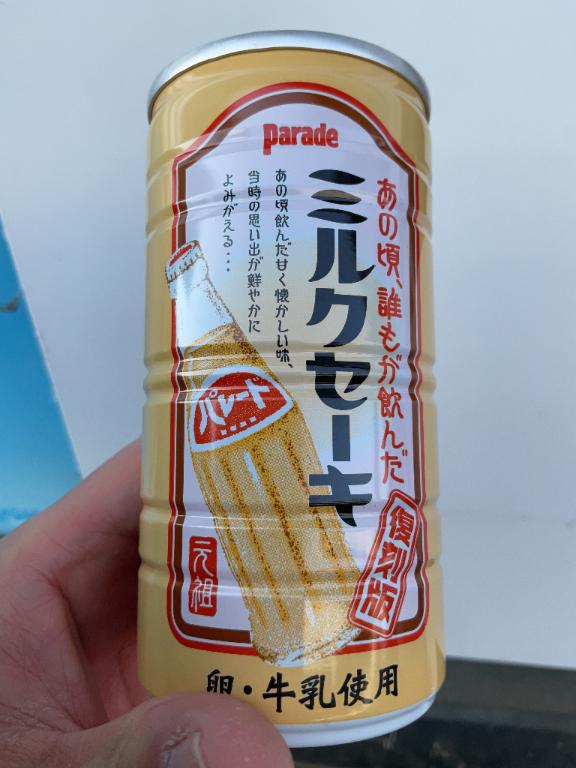 parade
あの頃、誰もが飲んだ
ミルクセーキ
あの頃飲んだ甘く懐かしい味、
当時の思い出が鮮やかに
よみがえる・・・
パレード
復刻版
元祖
卵・牛乳使用